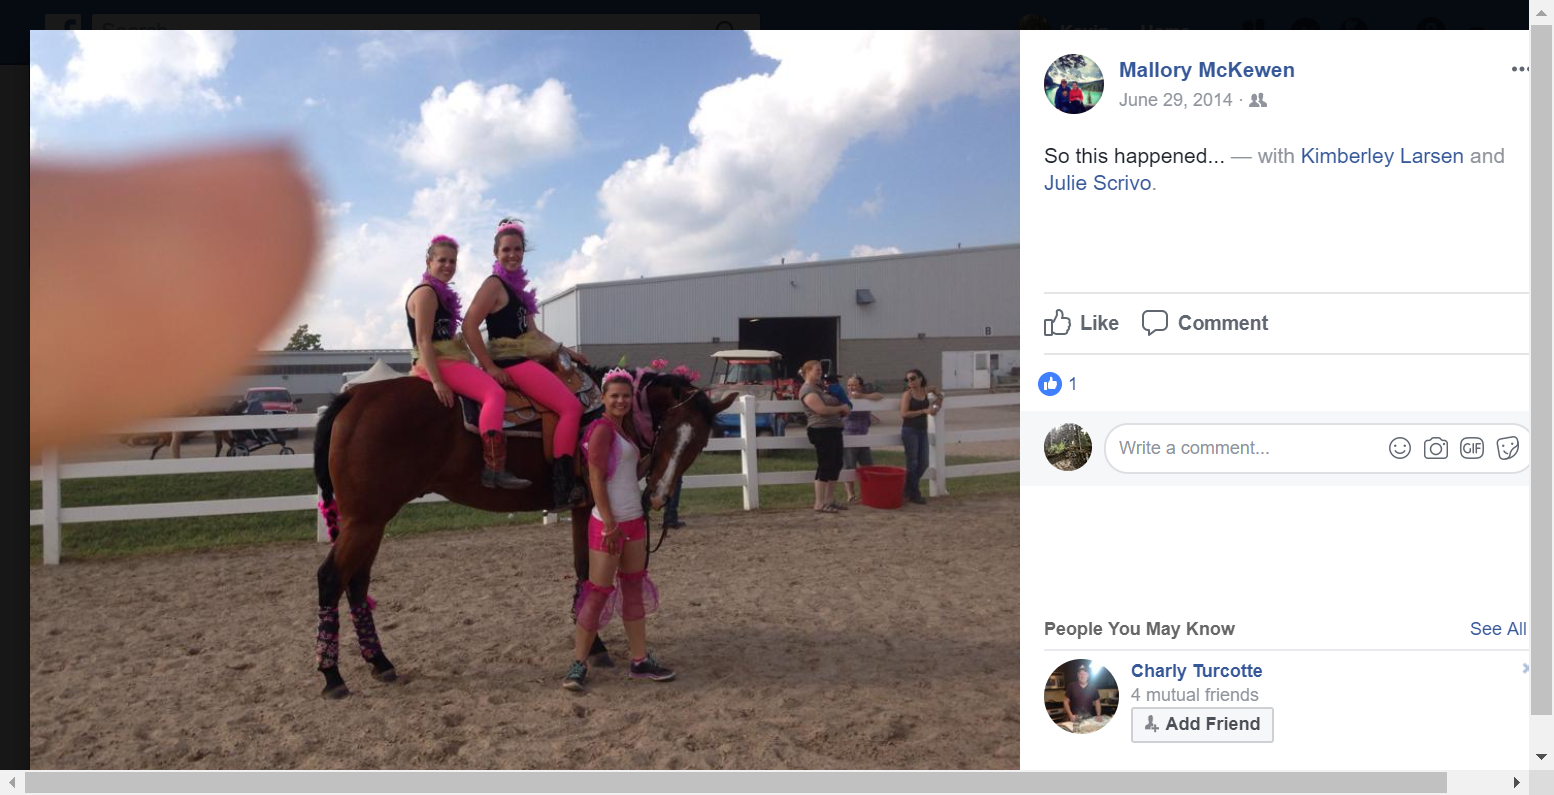 Search
Mallory McKewen
June 29, 2014 ·
So this happened... — with Kimberley Larsen and
Julie Scrivo.
Like Comment
1
Write a comment...
GIF
People You May Know
See All
Charly Turcotte
4 mutual friends
Add Friend
B